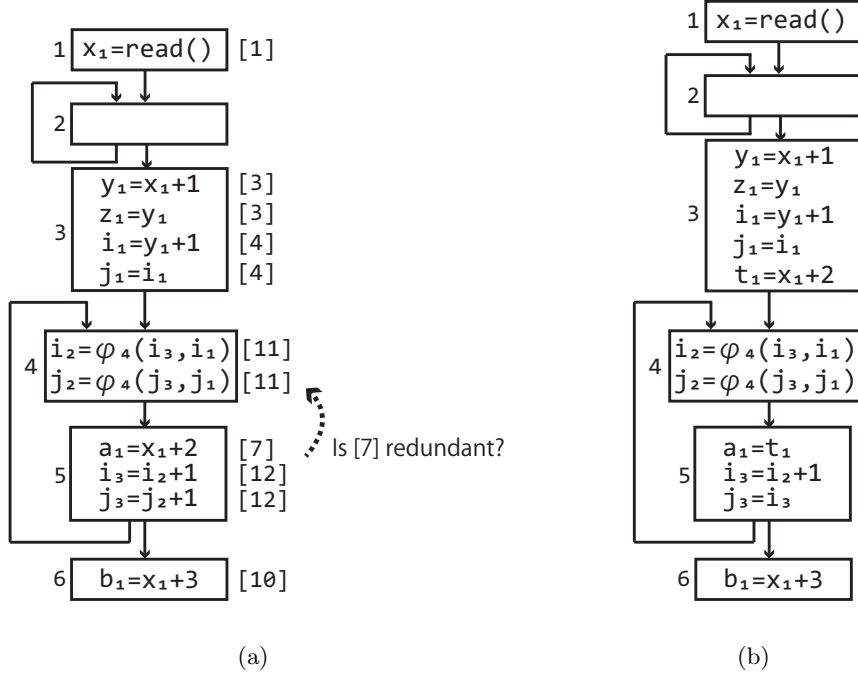 1 x₁=read() [1]
2
3
y₁=x₁+1 [3]
z₁=y₁ [3]
i₁=y₁+1 [4]
j₁=i₁ [4]
4
i₂=φ₄(i₃,i₁) [11]
j₂=φ₄(j₃,j₁) [11]
Is [7] redundant?
5
a₁=x₁+2 [7]
i₃=i₂+1 [12]
j₃=j₂+1 [12]
6 b₁=x₁+3 [10]
(a)
1 x₁=read()
2
3
y₁=x₁+1
z₁=y₁
i₁=y₁+1
j₁=i₁
t₁=x₁+2
4
i₂=φ₄(i₃,i₁)
j₂=φ₄(j₃,j₁)
5
a₁=t₁
i₃=i₂+1
j₃=i₃
6 b₁=x₁+3
(b)